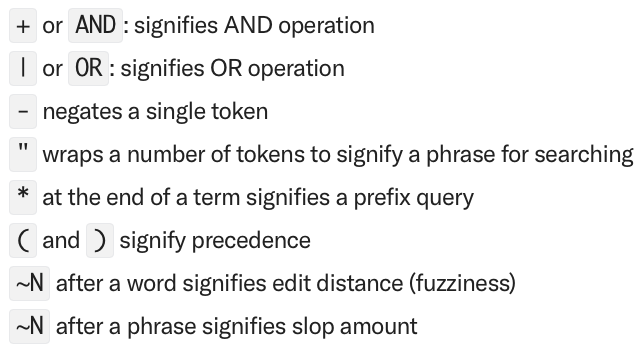 + or AND: signifies AND operation
| or OR: signifies OR operation
- negates a single token
" wraps a number of tokens to signify a phrase for searching
* at the end of a term signifies a prefix query
( and ) signify precedence
~N after a word signifies edit distance (fuzziness)
~N after a phrase signifies slop amount